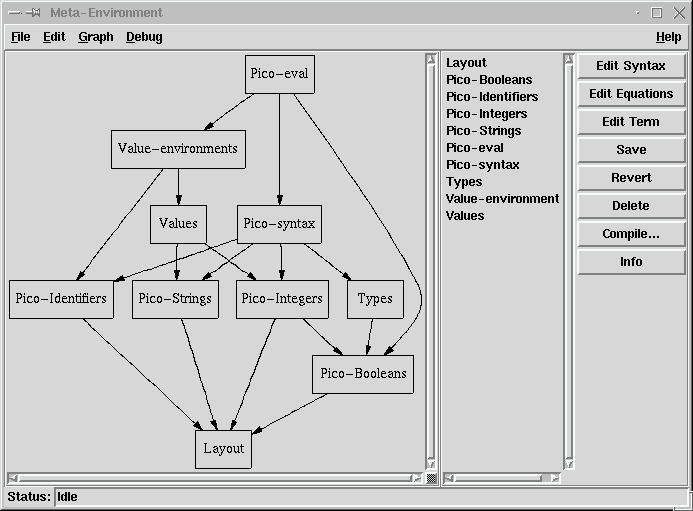 Meta-Environment
File Edit Graph Debug Help
Pico-eval
Value-environments
Values
Pico-syntax
Pico-Identifiers
Pico-Strings
Pico-Integers
Types
Pico-Booleans
Layout
Layout
Pico-Booleans
Pico-Identifiers
Pico-Integers
Pico-Strings
Pico-eval
Pico-syntax
Types
Value-environment
Values
Edit Syntax
Edit Equations
Edit Term
Save
Revert
Delete
Compile...
Info
Status: Idle